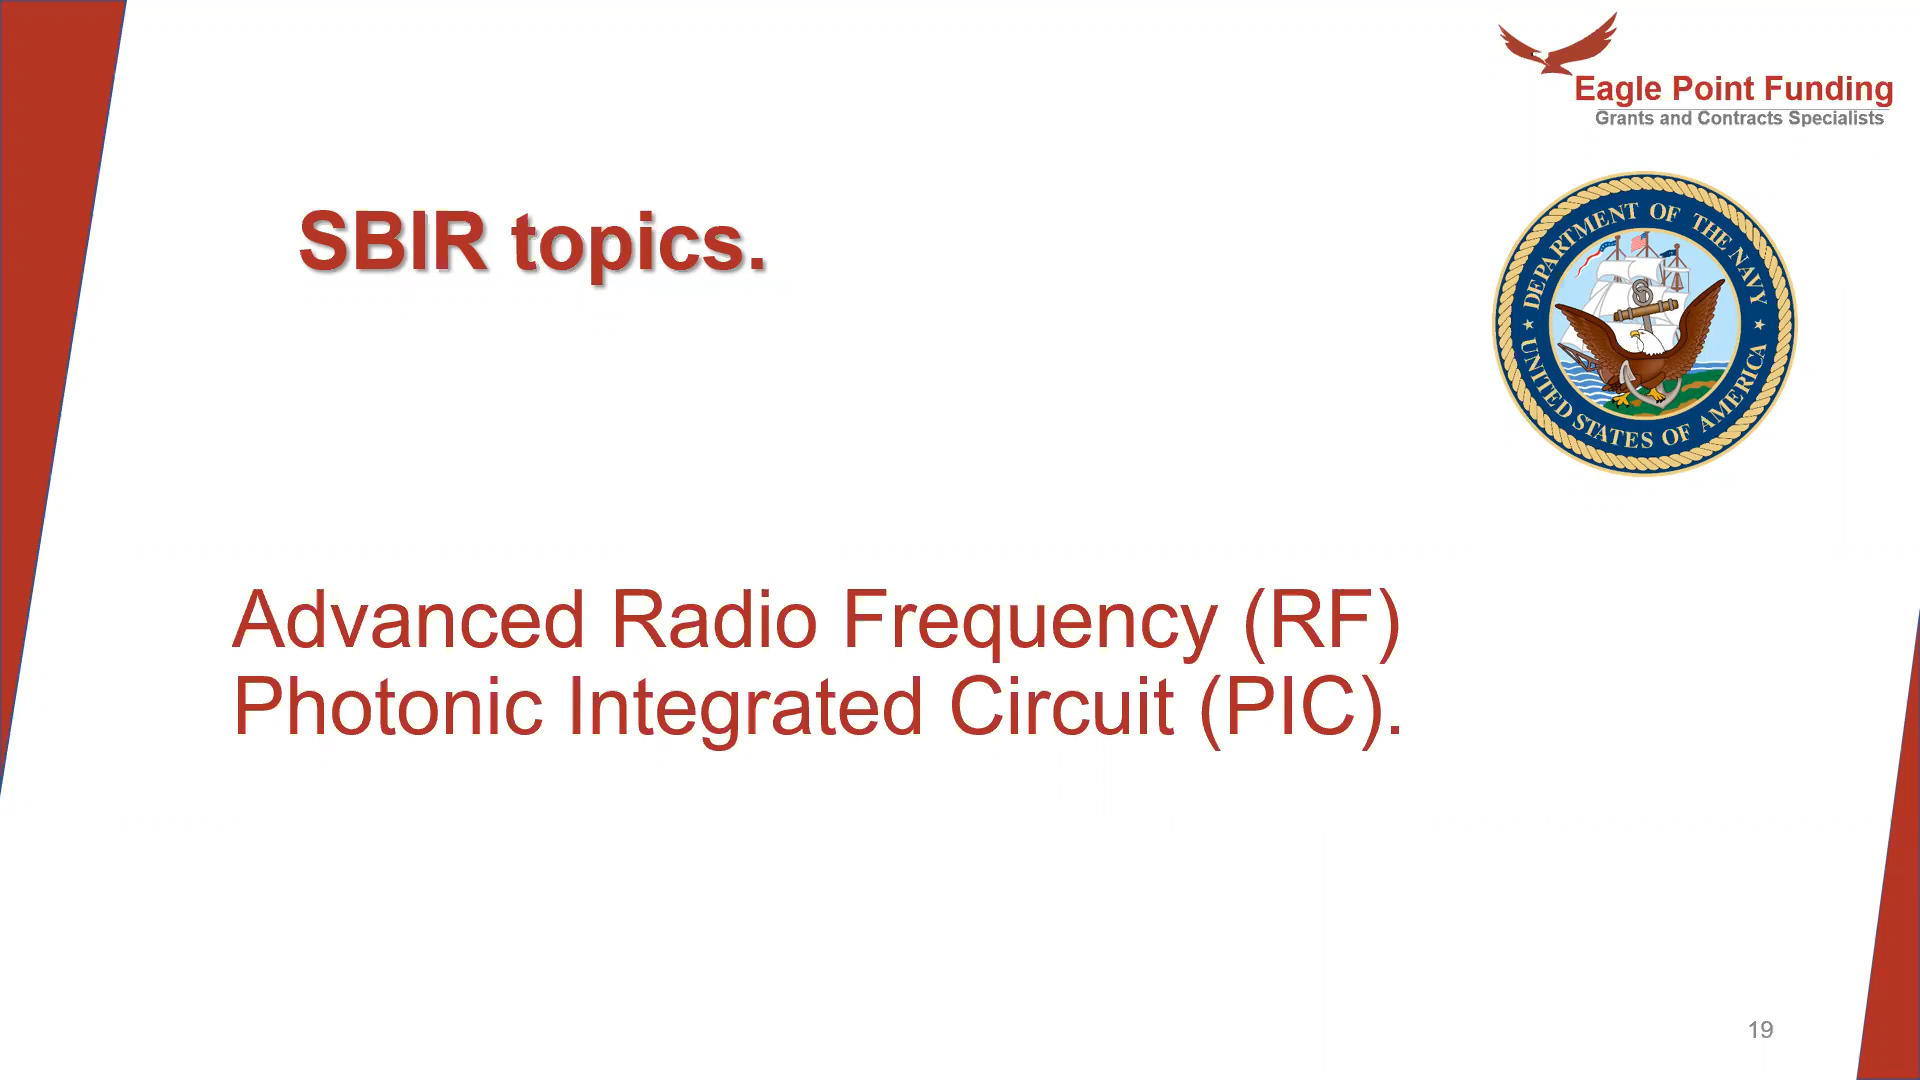 Eagle Point Funding
Grants and Contracts Specialists
DEPARTMENT OF THE NAVY
UNITED STATES OF AMERICA
SBIR topics.
Advanced Radio Frequency (RF)
Photonic Integrated Circuit (PIC).
19